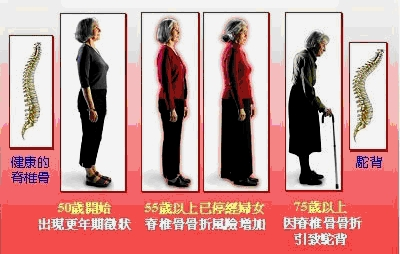 健康的
脊椎骨
50歲開始
出現更年期徵狀
55歲以上已停經婦女
脊椎骨骨折風險增加
75歲以上
因脊椎骨骨折
引致駝背
駝背